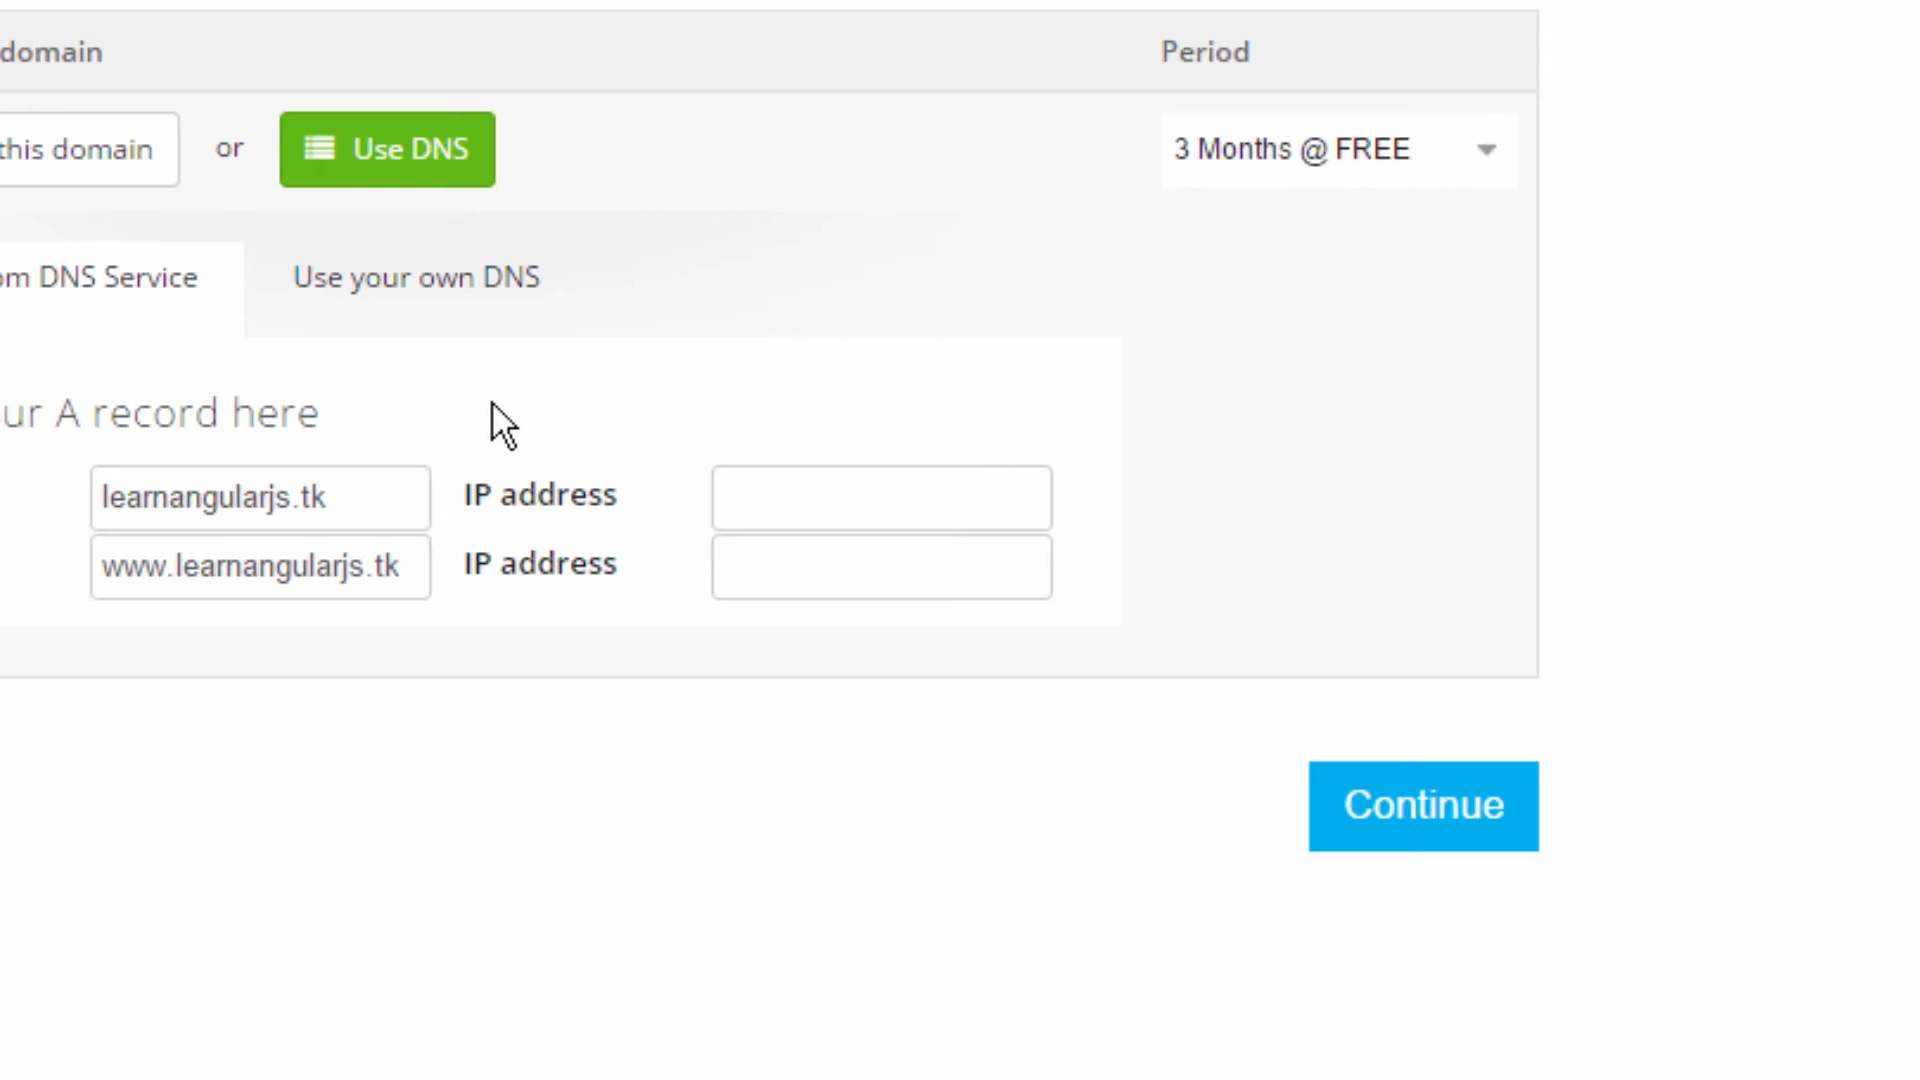 domain Period
this domain or Use DNS 3 Months @ FREE
om DNS Service Use your own DNS
ur A record here
learnangularjs.tk IP address
www.learnangularjs.tk IP address
Continue